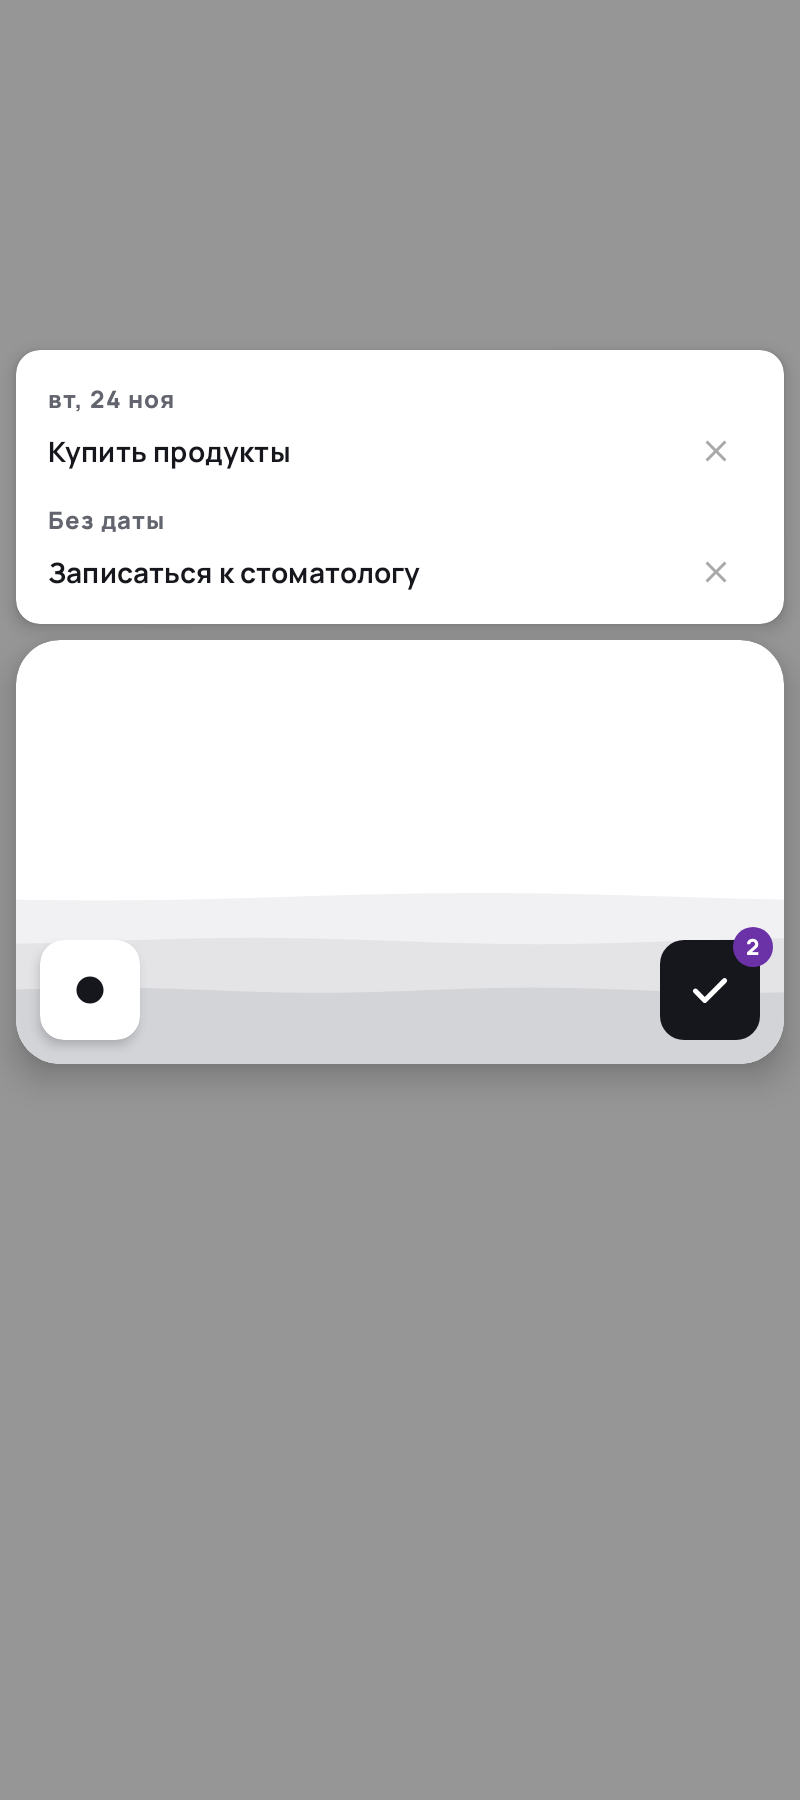 вт, 24 ноя
Купить продукты
Без даты
Записаться к стоматологу
2